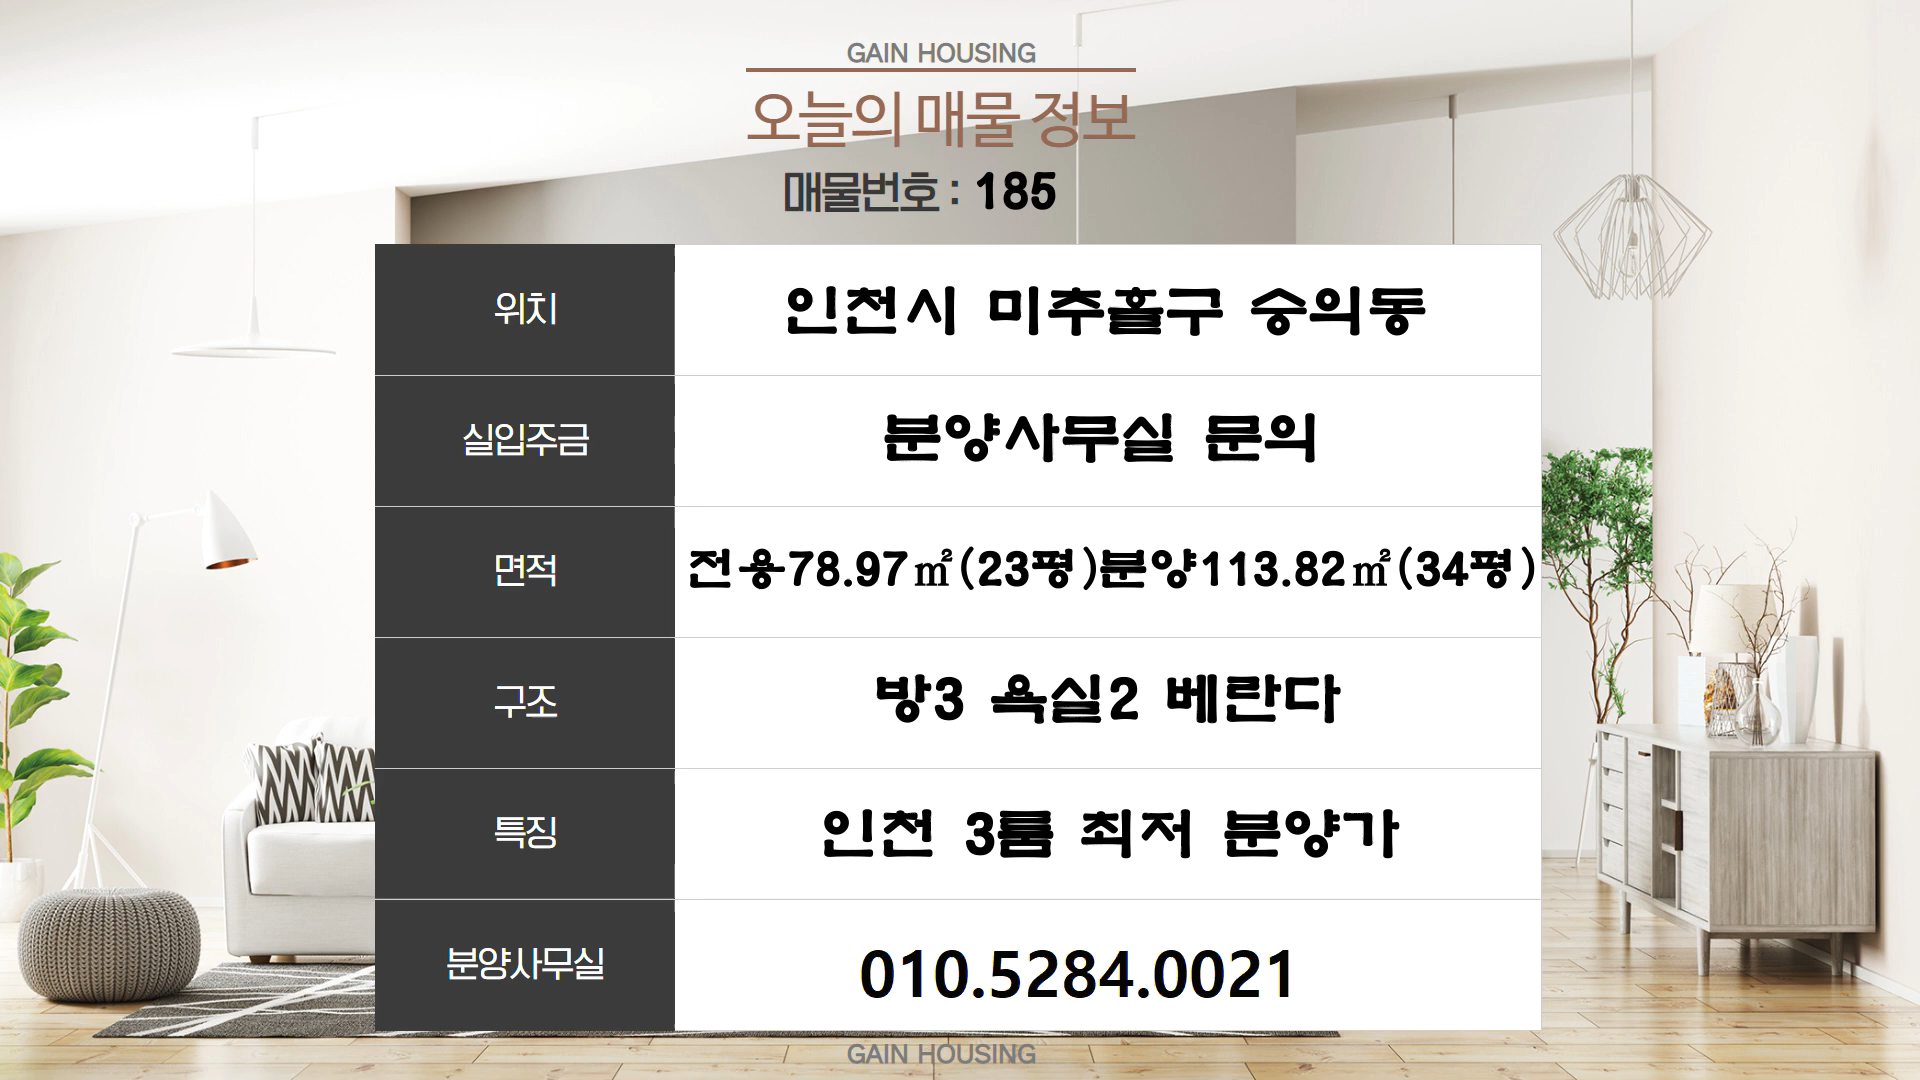 GAIN HOUSING
오늘의 매물 정보
매물번호 : 185
위치 인천시 미추홀구 숭의동
실입주금 분양사무실 문의
면적 전용78.97㎡(23평)분양113.82㎡(34평)
구조 방3 욕실2 베란다
특징 인천 3룸 최저 분양가
분양사무실 010.5284.0021
GAIN HOUSING